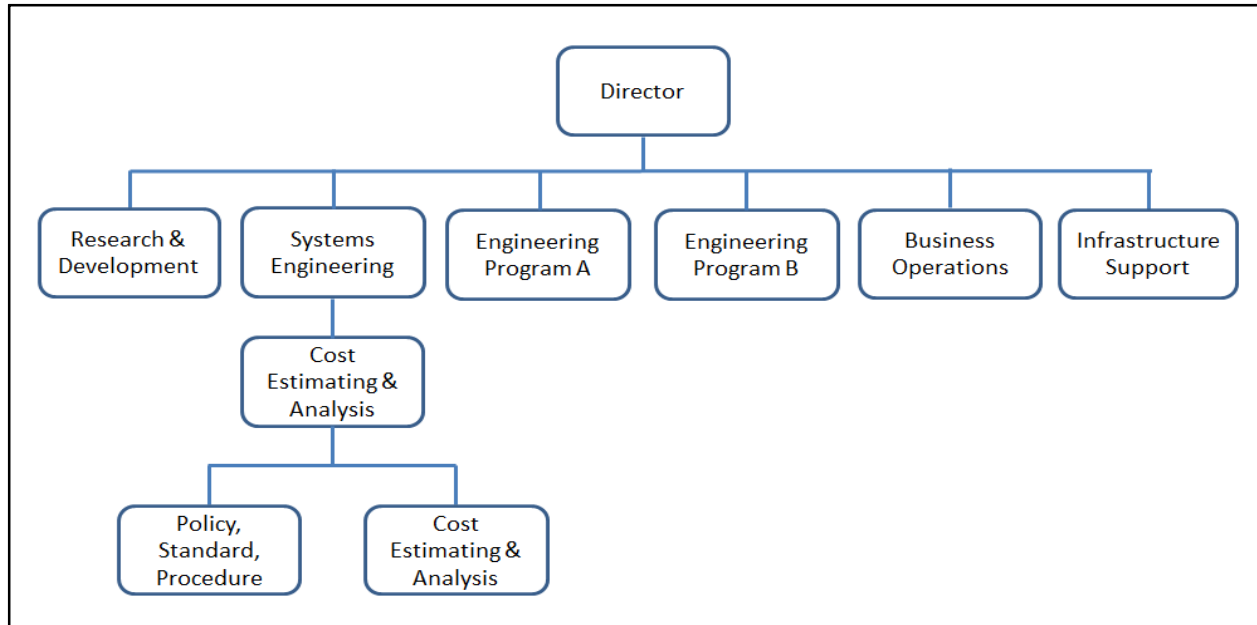 Director
Research &
Development
Systems
Engineering
Engineering
Program A
Engineering
Program B
Business
Operations
Infrastructure
Support
Cost
Estimating &
Analysis
Policy,
Standard,
Procedure
Cost
Estimating &
Analysis